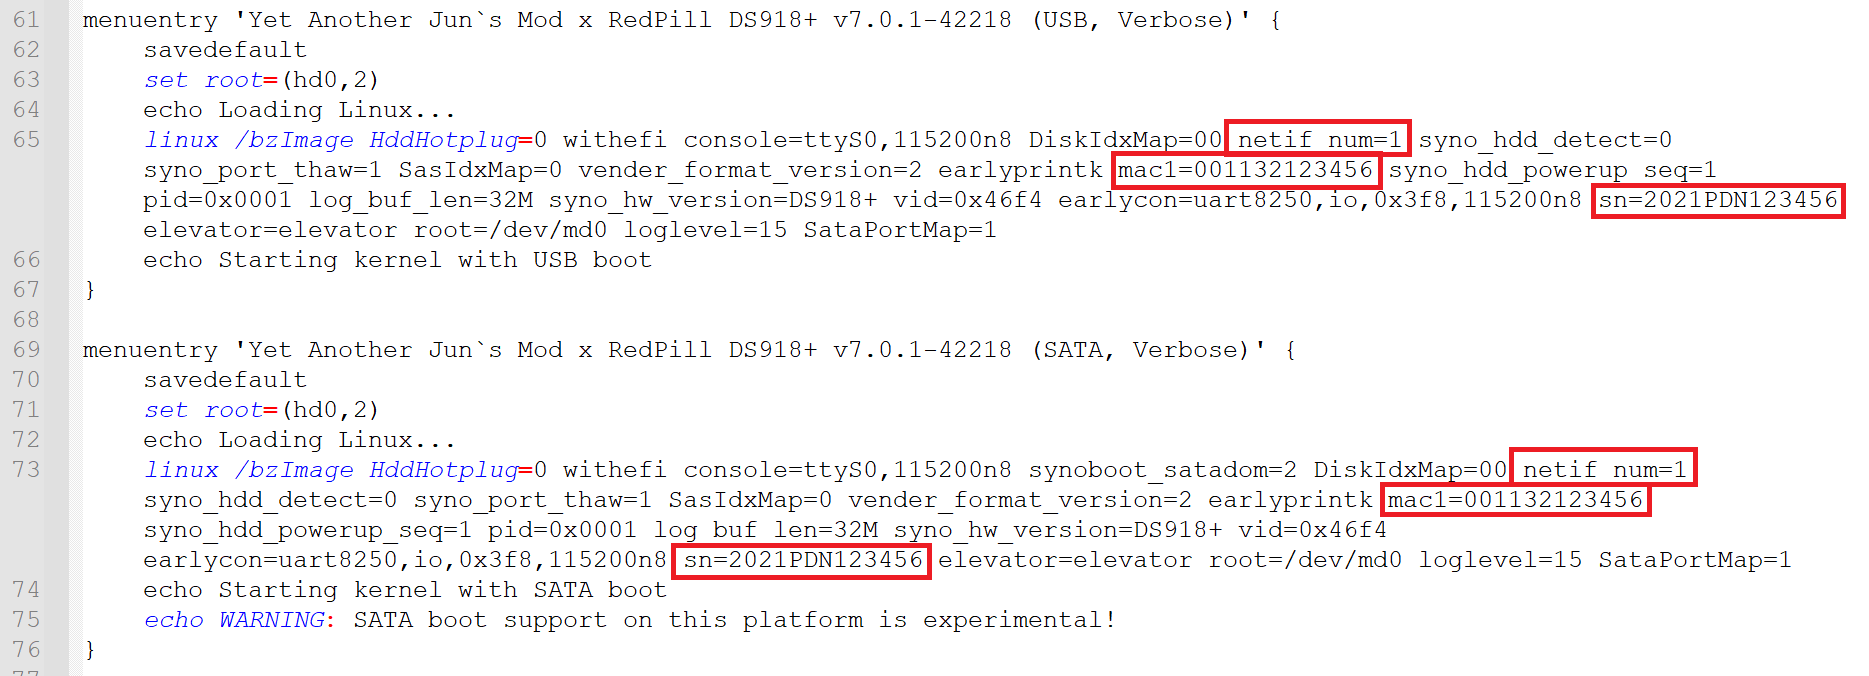 61 menuentry 'Yet Another Jun`s Mod x RedPill DS918+ v7.0.1-42218 (USB, Verbose)' {
62 savedefault
63 set root=(hd0,2)
64 echo Loading Linux...
65 linux /bzImage HddHotplug=0 withefi console=ttyS0,115200n8 DiskIdxMap=00 netif_num=1 syno_hdd_detect=0
syno_port_thaw=1 SasIdxMap=0 vender_format_version=2 earlyprintk mac1=001132123456 syno_hdd_powerup_seq=1
pid=0x0001 log_buf_len=32M syno_hw_version=DS918+ vid=0x46f4 earlycon=uart8250,io,0x3f8,115200n8 sn=2021PDN123456
elevator=elevator root=/dev/md0 loglevel=15 SataPortMap=1
66 echo Starting kernel with USB boot
67 }
68
69 menuentry 'Yet Another Jun`s Mod x RedPill DS918+ v7.0.1-42218 (SATA, Verbose)' {
70 savedefault
71 set root=(hd0,2)
72 echo Loading Linux...
73 linux /bzImage HddHotplug=0 withefi console=ttyS0,115200n8 synoboot_satadom=2 DiskIdxMap=00 netif_num=1
syno_hdd_detect=0 syno_port_thaw=1 SasIdxMap=0 vender_format_version=2 earlyprintk mac1=001132123456
syno_hdd_powerup_seq=1 pid=0x0001 log_buf_len=32M syno_hw_version=DS918+ vid=0x46f4
earlycon=uart8250,io,0x3f8,115200n8 sn=2021PDN123456 elevator=elevator root=/dev/md0 loglevel=15 SataPortMap=1
74 echo Starting kernel with SATA boot
75 echo WARNING: SATA boot support on this platform is experimental!
76 }
77